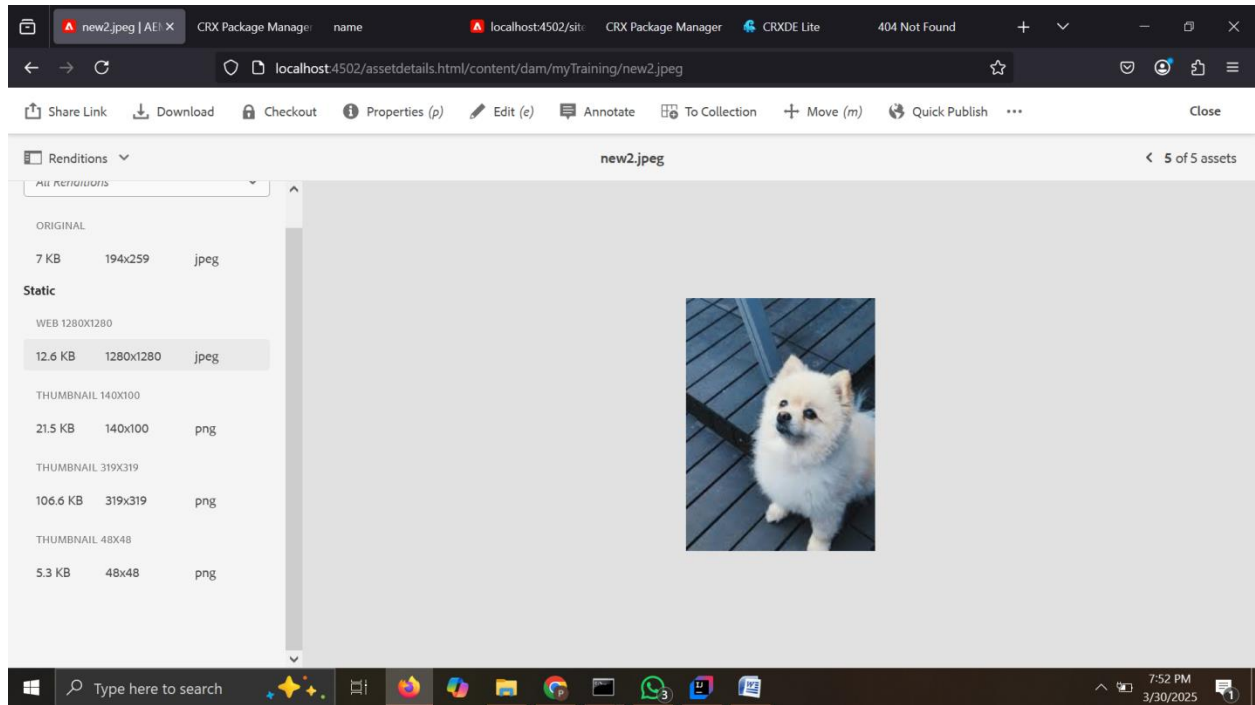 new2.jpeg | AEM
CRX Package Manager
name
localhost:4502/site
CRX Package Manager
CRXDE Lite
404 Not Found
localhost:4502/assetdetails.html/content/dam/myTraining/new2.jpeg
Share Link Download Checkout Properties (p) Edit (e) Annotate To Collection Move (m) Quick Publish ••• Close
Renditions new2.jpeg 5 of 5 assets
All Renditions
ORIGINAL
7 KB 194x259 jpeg
Static
WEB 1280X1280
12.6 KB 1280x1280 jpeg
THUMBNAIL 140X100
21.5 KB 140x100 png
THUMBNAIL 319X319
106.6 KB 319x319 png
THUMBNAIL 48X48
5.3 KB 48x48 png
Type here to search
3
7:52 PM
3/30/2025
1